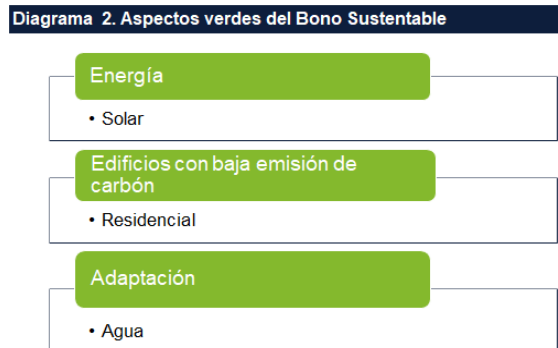 Diagrama 2. Aspectos verdes del Bono Sustentable
Energía
• Solar
Edificios con baja emisión de
carbón
• Residencial
Adaptación
• Agua